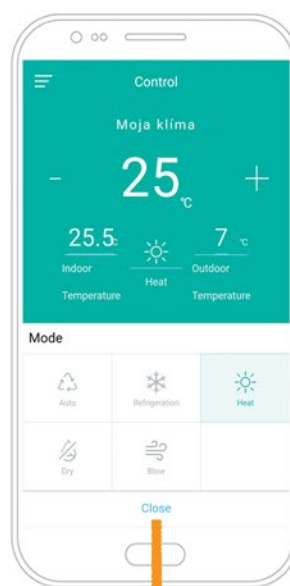 Control
Moja klíma
- 25 ℃ +
25.5 ℃ 7 ℃
Indoor Heat Outdoor
Temperature Temperature
Mode
Auto Refrigeration Heat
Dry Blow
Close